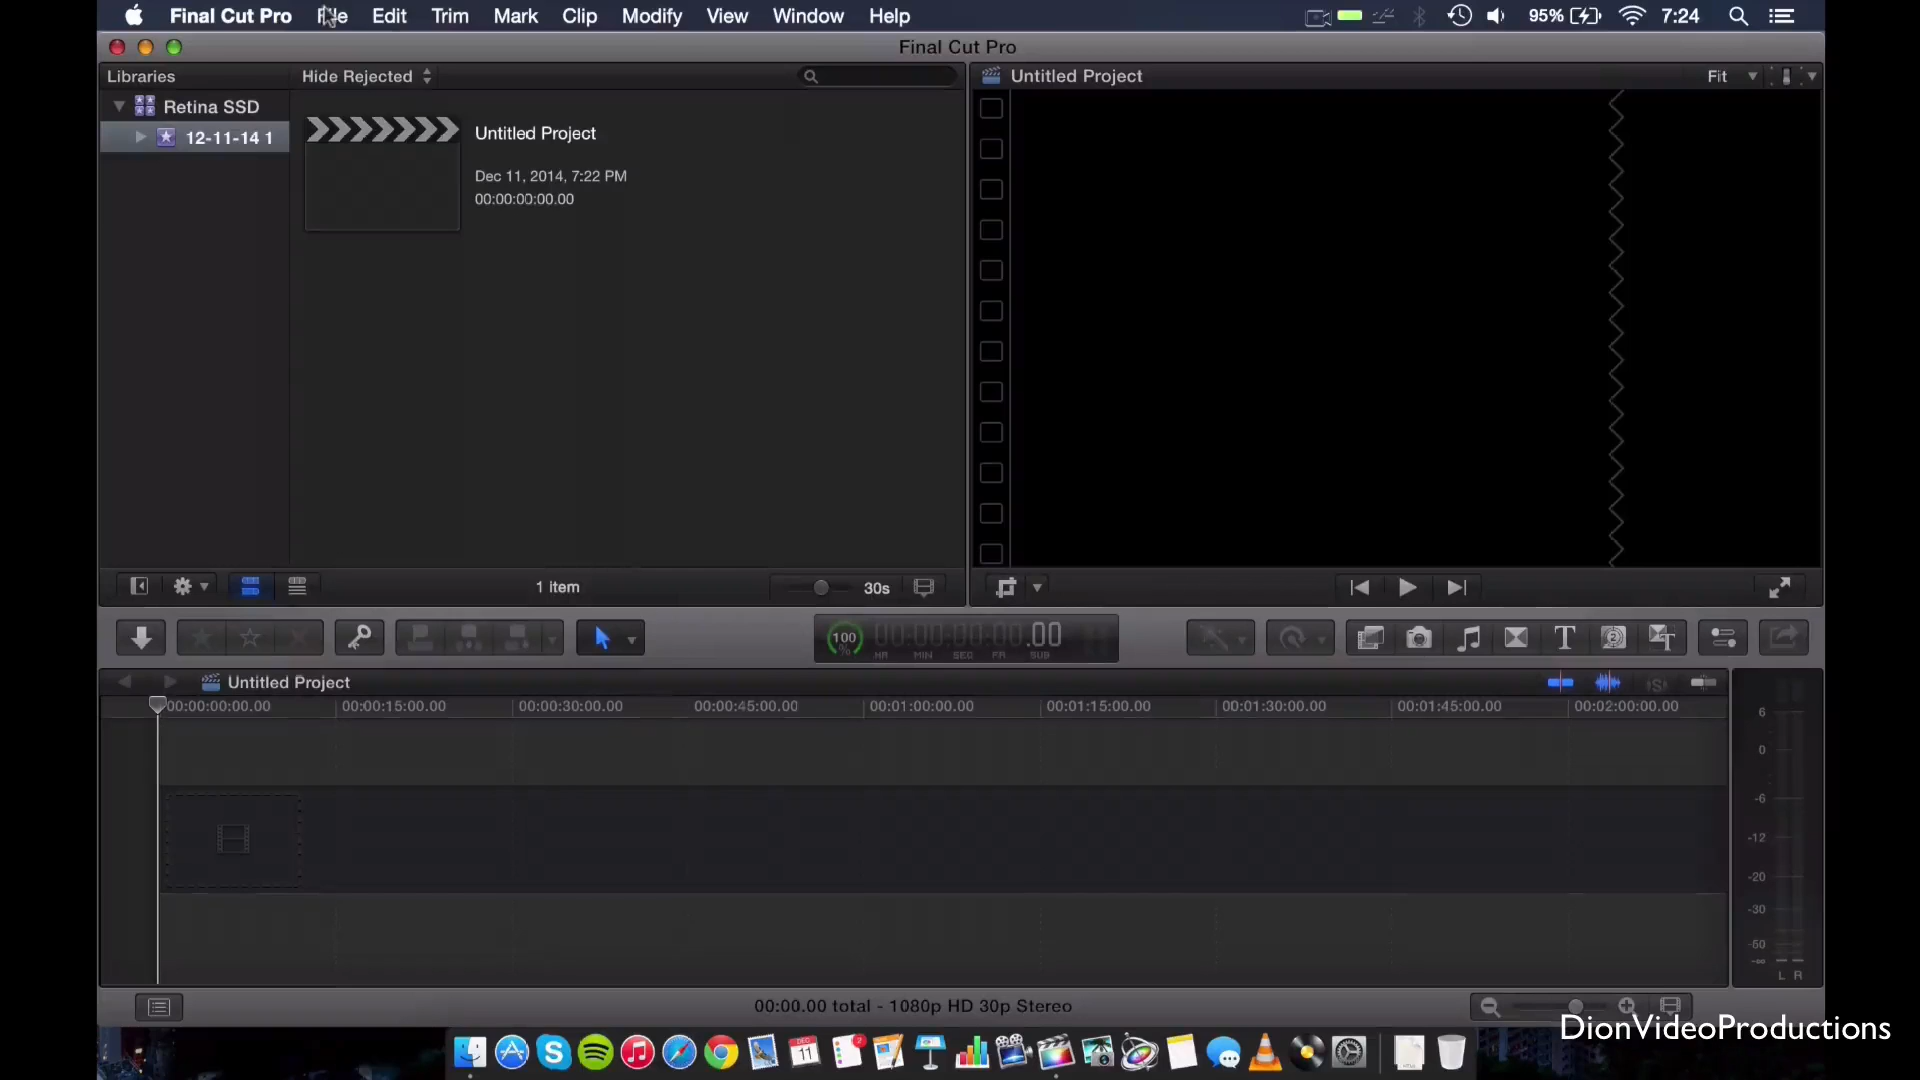 Final Cut Pro File Edit Trim Mark Clip Modify View Window Help 95% 7:24
Final Cut Pro
Libraries Hide Rejected
Untitled Project Fit
Retina SSD
12-11-14 1
Untitled Project
Dec 11, 2014, 7:22 PM
00:00:00:00.00
1 item
30s
100 % 00:00:00:00.00
HR MIN SEC FR SUB
Untitled Project
00:00:00:00.00 00:00:15:00.00 00:00:30:00.00 00:00:45:00.00 00:01:00:00.00 00:01:15:00.00 00:01:30:00.00 00:01:45:00.00 00:02:00:00.00
6
0
-6
-12
-20
-30
-60
-∞
L R
00:00.00 total - 1080p HD 30p Stereo
DionVideoProductions
DEC
11
2